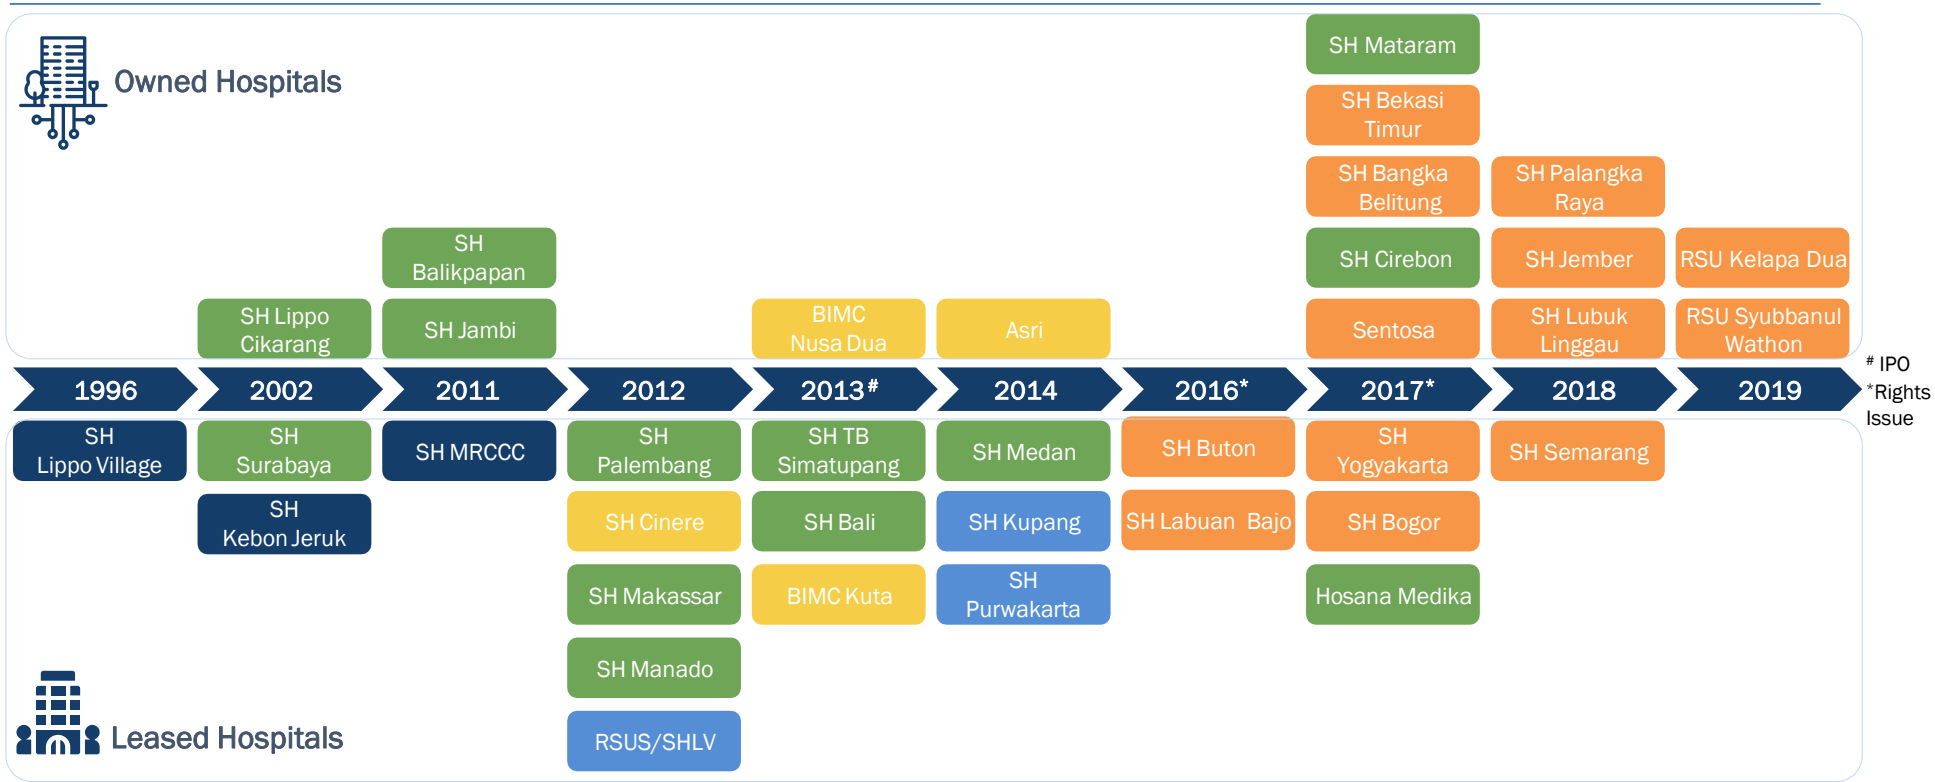 Owned Hospitals
SH Mataram
SH Bekasi
Timur
SH Bangka
Belitung
SH Palangka
Raya
SH
Balikpapan
SH Cirebon
SH Jember
RSU Kelapa Dua
SH Lippo
Cikarang
SH Jambi
BIMC
Nusa Dua
Asri
Sentosa
SH Lubuk
Linggau
RSU Syubbanul
Wathon
1996
2002
2011
2012
2013#
2014
2016*
2017*
2018
2019
# IPO
*Rights
Issue
SH
Lippo Village
SH
Surabaya
SH MRCCC
SH
Palembang
SH TB
Simatupang
SH Medan
SH Buton
SH
Yogyakarta
SH Semarang
SH
Kebon Jeruk
SH Cinere
SH Bali
SH Kupang
SH Labuan Bajo
SH Bogor
SH Makassar
BIMC Kuta
SH
Purwakarta
Hosana Medika
SH Manado
RSUS/SHLV
Leased Hospitals